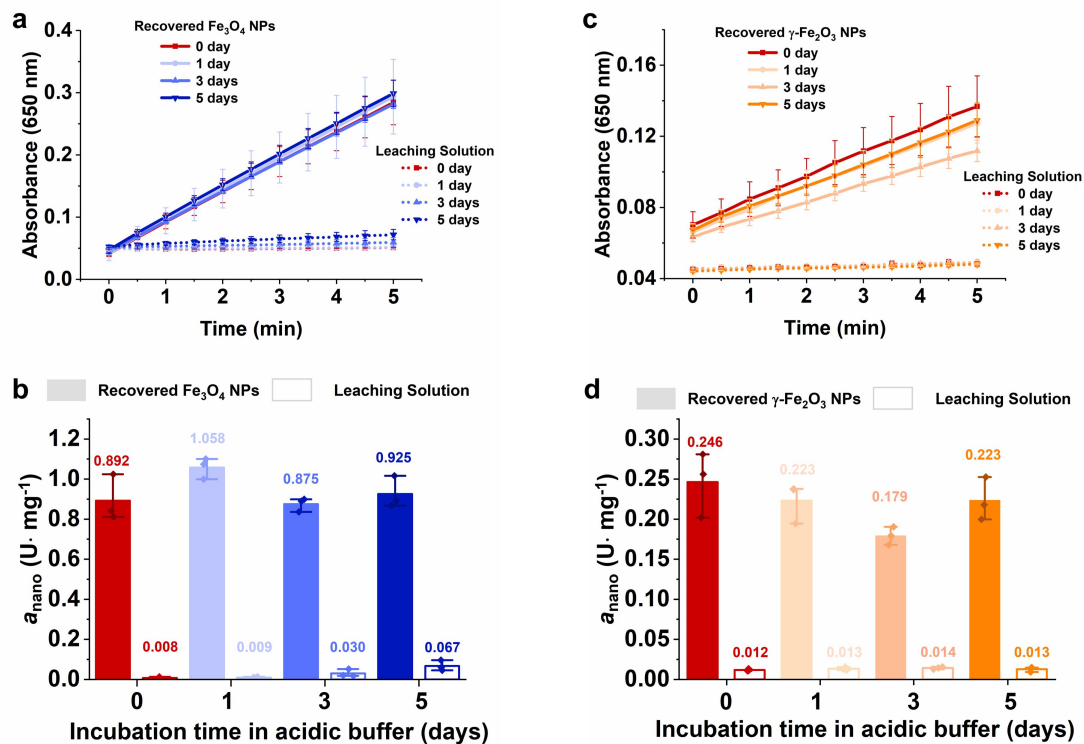 a
Recovered Fe₃O₄ NPs
0 day
1 day
3 days
5 days
Leaching Solution
0 day
1 day
3 days
5 days
Absorbance (650 nm)
0.4
0.3
0.2
0.1
0.0
0 1 2 3 4 5
Time (min)
c
Recovered γ-Fe₂O₃ NPs
0 day
1 day
3 days
5 days
Leaching Solution
0 day
1 day
3 days
5 days
Absorbance (650 nm)
0.16
0.12
0.08
0.04
0 1 2 3 4 5
Time (min)
b
Recovered Fe₃O₄ NPs
Leaching Solution
aₙₐₙₒ (U· mg⁻¹)
1.2
1.0
0.8
0.6
0.4
0.2
0.0
0.892
0.008
1.058
0.009
0.875
0.030
0.925
0.067
0 1 3 5
Incubation time in acidic buffer (days)
d
Recovered γ-Fe₂O₃ NPs
Leaching Solution
aₙₐₙₒ (U· mg⁻¹)
0.30
0.25
0.20
0.15
0.10
0.05
0.00
0.246
0.012
0.223
0.013
0.179
0.014
0.223
0.013
0 1 3 5
Incubation time in acidic buffer (days)